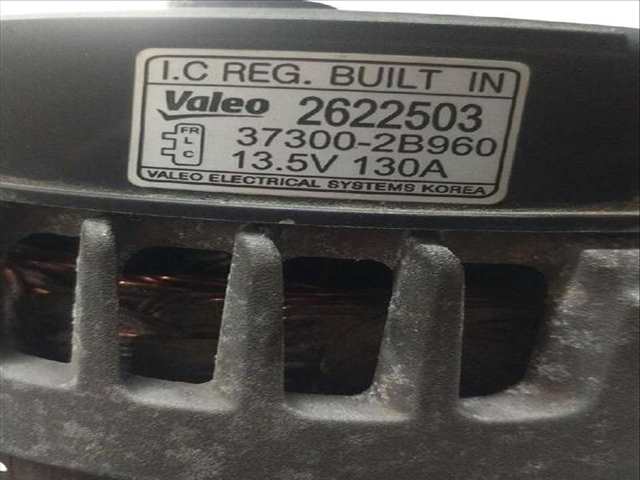 I.C REG. BUILT IN
Valeo 2622503
FR
L
C
37300-2B960
13.5V 130A
VALEO ELECTRICAL SYSTEMS KOREA